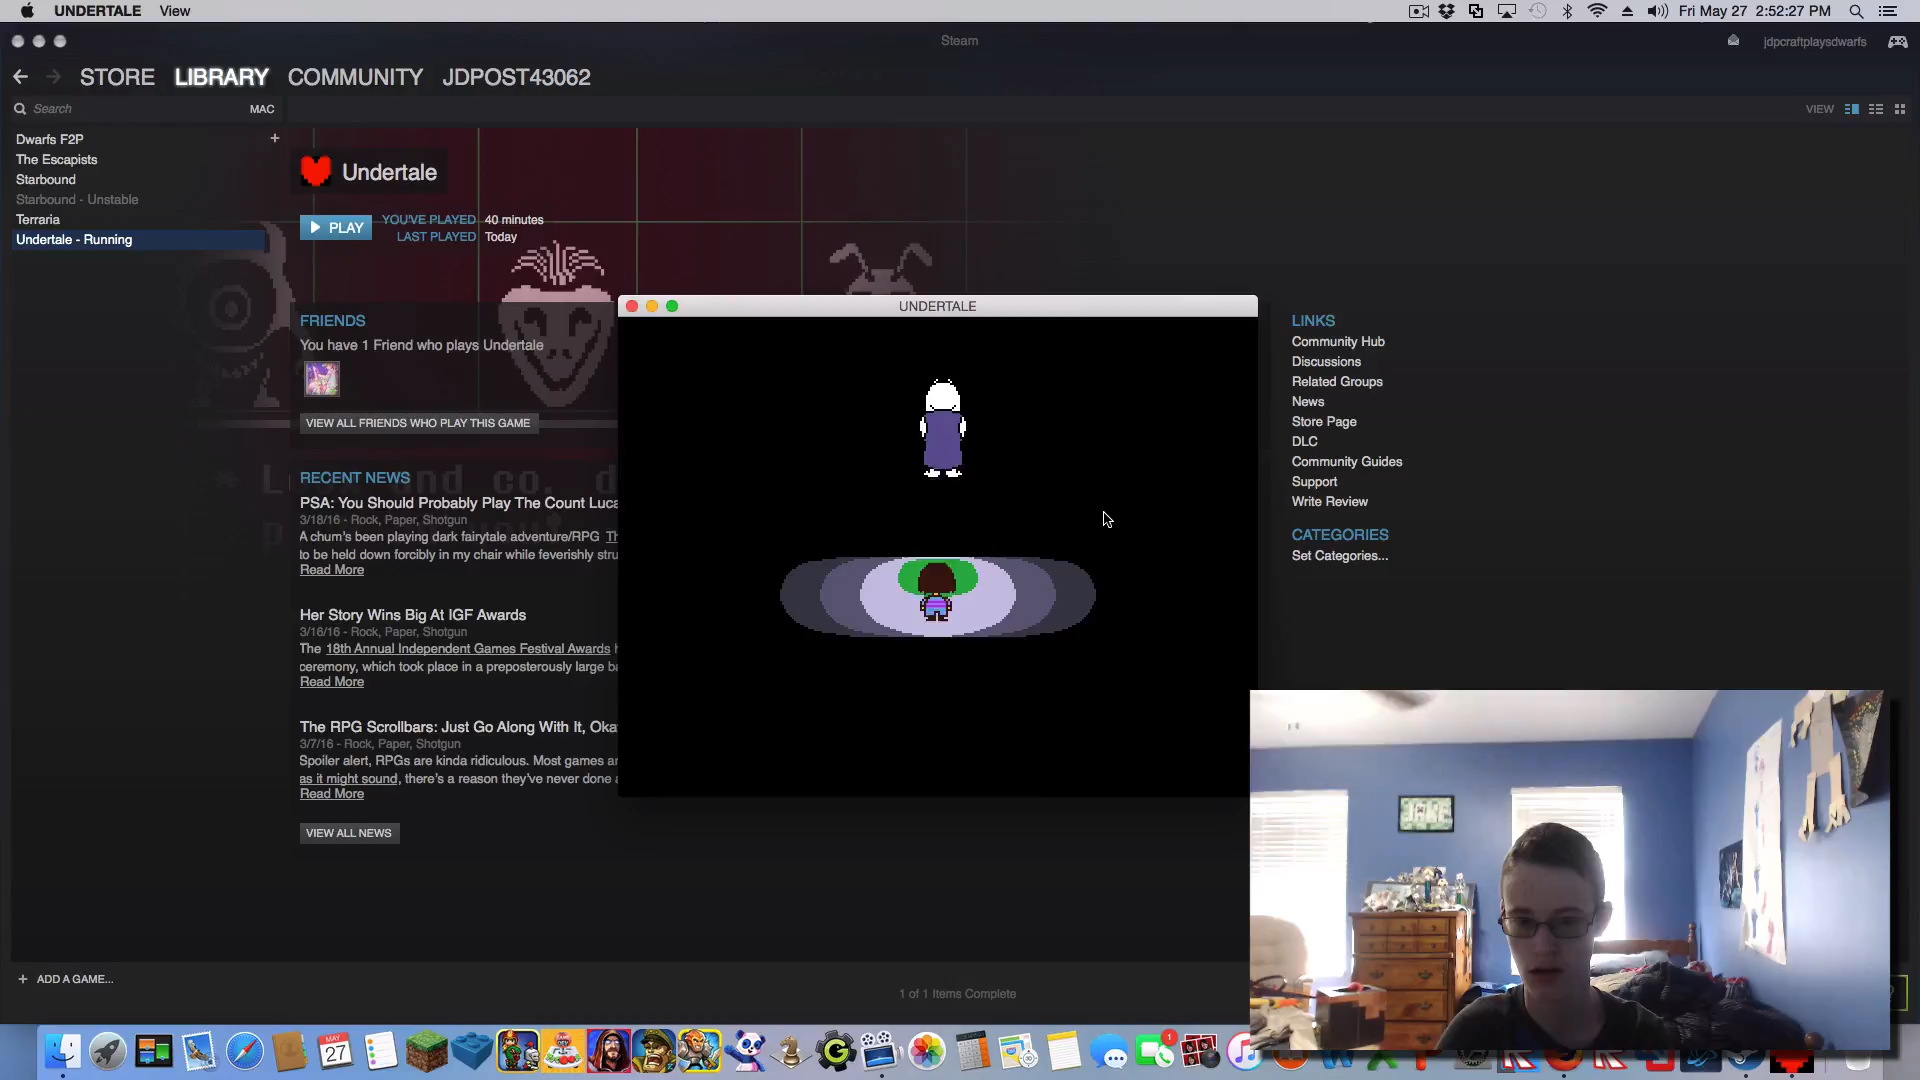 UNDERTALE View
Fri May 27 2:52:27 PM
Steam
jdpcraftplaysdwarfs
STORE LIBRARY COMMUNITY JDPOST43062
Search MAC
VIEW
Dwarfs F2P +
The Escapists
Starbound
Starbound - Unstable
Terraria
Undertale - Running
Undertale
PLAY
YOU'VE PLAYED 40 minutes
LAST PLAYED Today
UNDERTALE
FRIENDS
You have 1 Friend who plays Undertale
VIEW ALL FRIENDS WHO PLAY THIS GAME
RECENT NEWS
PSA: You Should Probably Play The Count Luca
3/18/16 - Rock, Paper, Shotgun
A chum's been playing dark fairytale adventure/RPG Th
to be held down forcibly in my chair while feverishly stru
Read More
Her Story Wins Big At IGF Awards
3/16/16 - Rock, Paper, Shotgun
The 18th Annual Independent Games Festival Awards h
ceremony, which took place in a preposterously large ba
Read More
The RPG Scrollbars: Just Go Along With It, Oka
3/7/16 - Rock, Paper, Shotgun
Spoiler alert, RPGs are kinda ridiculous. Most games ar
as it might sound, there's a reason they've never done a
Read More
VIEW ALL NEWS
LINKS
Community Hub
Discussions
Related Groups
News
Store Page
DLC
Community Guides
Support
Write Review
CATEGORIES
Set Categories...
+ ADD A GAME...
1 of 1 Items Complete
MAY
27
1